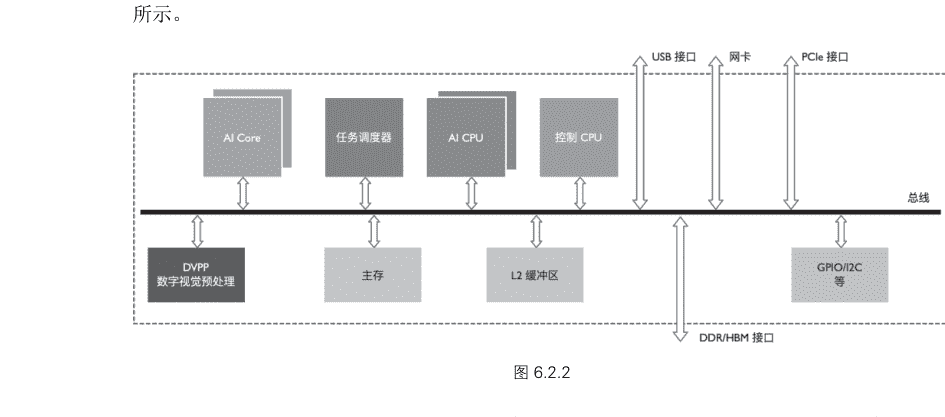 所示。
USB 接口
网卡
PCIe 接口
AI Core
任务调度器
AI CPU
控制 CPU
总线
DVPP
数字视觉预处理
主存
L2 缓冲区
GPIO/I2C
等
DDR/HBM 接口
图 6.2.2